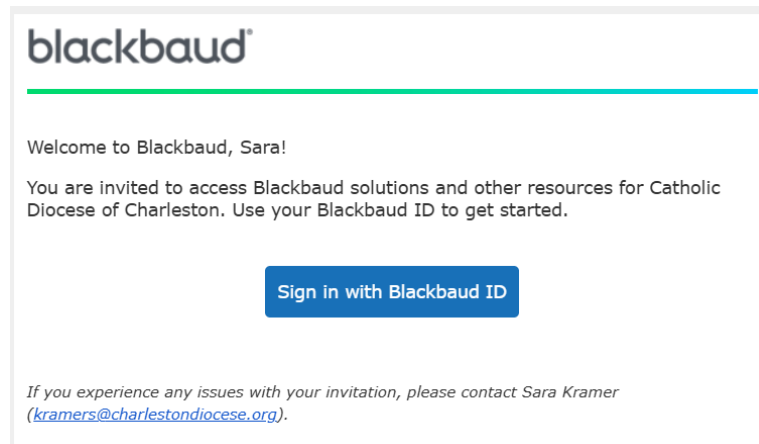 blackbaud®
Welcome to Blackbaud, Sara!
You are invited to access Blackbaud solutions and other resources for Catholic
Diocese of Charleston. Use your Blackbaud ID to get started.
Sign in with Blackbaud ID
If you experience any issues with your invitation, please contact Sara Kramer
(kramers@charlestondiocese.org).